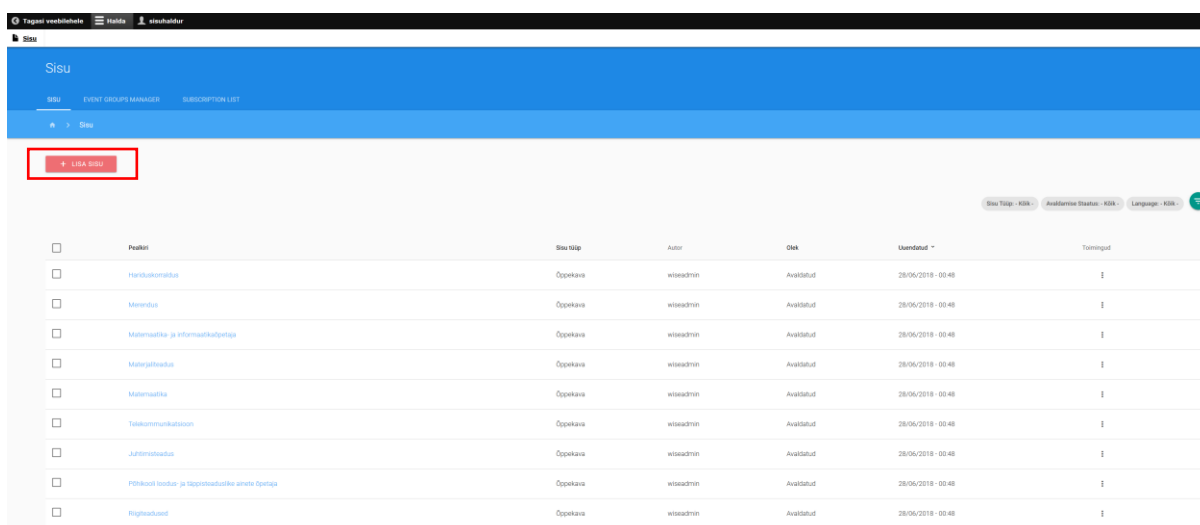 Tagasi veebilehele Halda sisuhaldur
Sisu
Sisu
SISU EVENT GROUPS MANAGER SUBSCRIPTION LIST
Sisu
+ LISA SISU
Sisu Tüüp: - Kõik - Avaldamise Staatus: - Kõik - Language: - Kõik -
Pealkiri Sisu tüüp Autor Olek Uuendatud Toimingud
Hariduskorraldus Õppekava wiseadmin Avaldatud 28/06/2018 - 00:48
Merendus Õppekava wiseadmin Avaldatud 28/06/2018 - 00:48
Matemaatika- ja informaatikaõpetaja Õppekava wiseadmin Avaldatud 28/06/2018 - 00:48
Materjaliteadus Õppekava wiseadmin Avaldatud 28/06/2018 - 00:48
Matemaatika Õppekava wiseadmin Avaldatud 28/06/2018 - 00:48
Telekommunikatsioon Õppekava wiseadmin Avaldatud 28/06/2018 - 00:48
Juhtimisteadus Õppekava wiseadmin Avaldatud 28/06/2018 - 00:48
Põhikooli loodus- ja täppisteaduslike ainete õpetaja Õppekava wiseadmin Avaldatud 28/06/2018 - 00:48
Riigiteadused Õppekava wiseadmin Avaldatud 28/06/2018 - 00:48